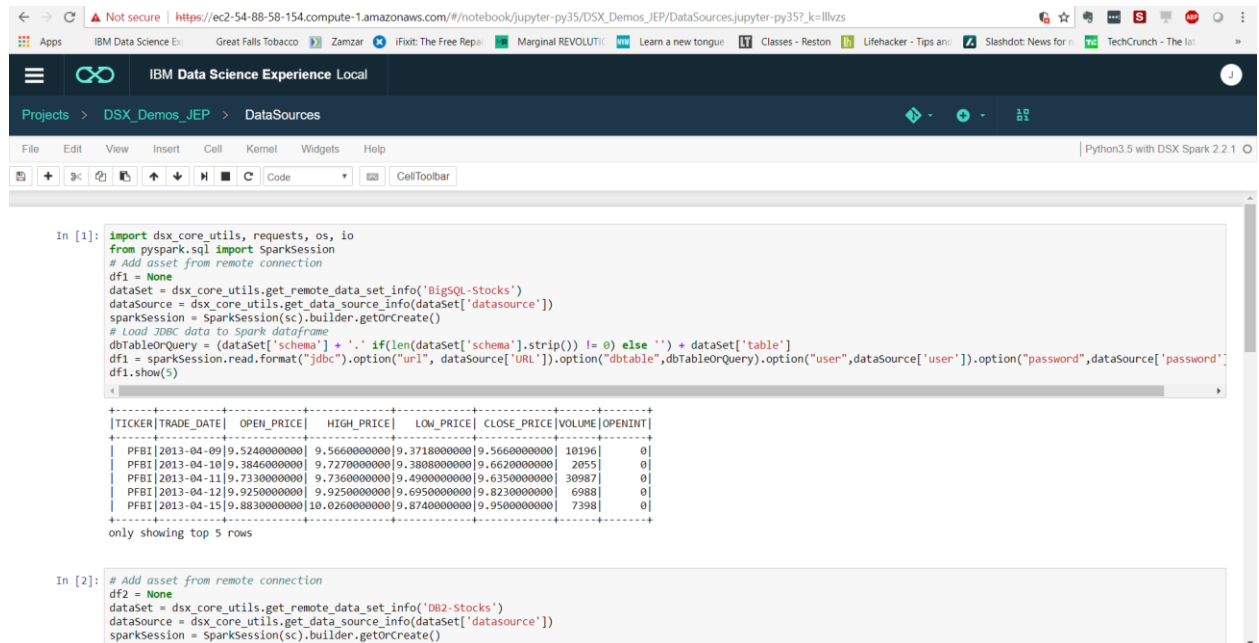 Not secure | https://ec2-54-88-58-154.compute-1.amazonaws.com/#/notebook/jupyter-py35/DSX_Demos_JEP/DataSources.jupyter-py35?_k=lllvzs
Apps IBM Data Science Ex Great Falls Tobacco Zamzar iFixit: The Free Repai Marginal REVOLUTIO Learn a new tongue Classes - Reston Lifehacker - Tips and Slashdot: News for n TechCrunch - The lat »
IBM Data Science Experience Local J
Projects > DSX_Demos_JEP > DataSources
File Edit View Insert Cell Kernel Widgets Help | Python3.5 with DSX Spark 2.2.1
Code CellToolbar
In [1]: import dsx_core_utils, requests, os, io
from pyspark.sql import SparkSession
# Add asset from remote connection
df1 = None
dataSet = dsx_core_utils.get_remote_data_set_info('BigSQL-Stocks')
dataSource = dsx_core_utils.get_data_source_info(dataSet['datasource'])
sparkSession = SparkSession(sc).builder.getOrCreate()
# Load JDBC data to Spark dataframe
dbTableOrQuery = (dataSet['schema'] + '.' if(len(dataSet['schema'].strip()) != 0) else '') + dataSet['table']
df1 = sparkSession.read.format("jdbc").option("url", dataSource['URL']).option("dbtable",dbTableOrQuery).option("user",dataSource['user']).option("password",dataSource['password']
df1.show(5)
+------+----------+------------+-------------+------------+------------+------+-------+
|TICKER|TRADE_DATE|  OPEN_PRICE|   HIGH_PRICE|   LOW_PRICE| CLOSE_PRICE|VOLUME|OPENINT|
+------+----------+------------+-------------+------------+------------+------+-------+
|  PFBI|2013-04-09|9.5240000000| 9.5660000000|9.3718000000|9.5660000000| 10196|      0|
|  PFBI|2013-04-10|9.3846000000| 9.7270000000|9.3808000000|9.6620000000|  2055|      0|
|  PFBI|2013-04-11|9.7330000000| 9.7360000000|9.4900000000|9.6350000000| 30987|      0|
|  PFBI|2013-04-12|9.9250000000| 9.9250000000|9.6950000000|9.8230000000|  6988|      0|
|  PFBI|2013-04-15|9.8830000000|10.0260000000|9.8740000000|9.9500000000|  7398|      0|
+------+----------+------------+-------------+------------+------------+------+-------+
only showing top 5 rows
In [2]: # Add asset from remote connection
df2 = None
dataSet = dsx_core_utils.get_remote_data_set_info('DB2-Stocks')
dataSource = dsx_core_utils.get_data_source_info(dataSet['datasource'])
sparkSession = SparkSession(sc).builder.getOrCreate()